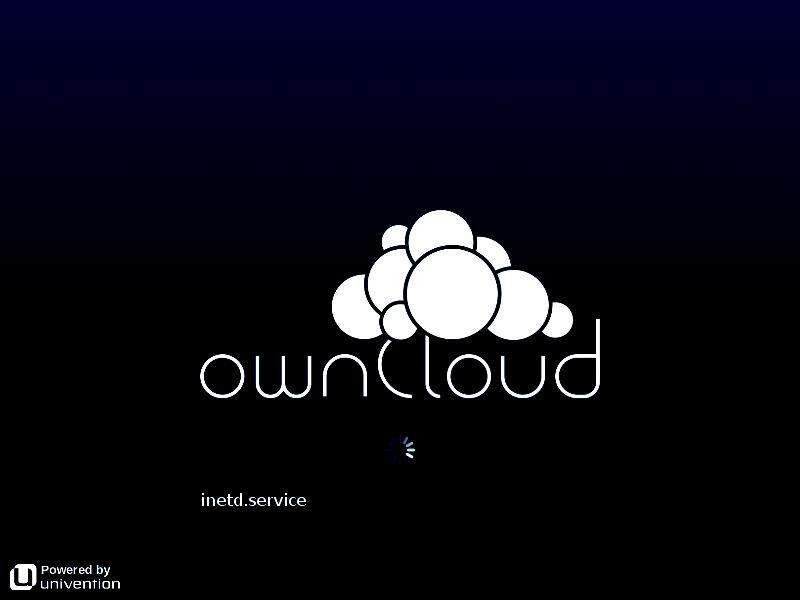 ownCloud
inetd.service
Powered by
univention